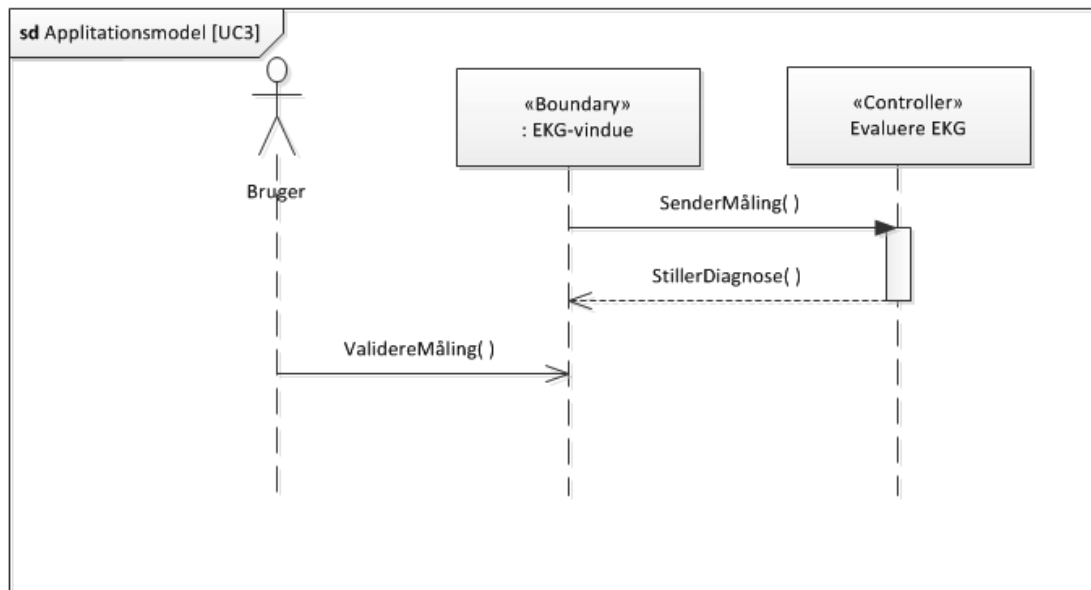 sd Applitationsmodel [UC3]
«Boundary»
: EKG-vindue
«Controller»
Evaluere EKG
Bruger
SenderMåling( )
StillerDiagnose( )
ValidereMåling( )